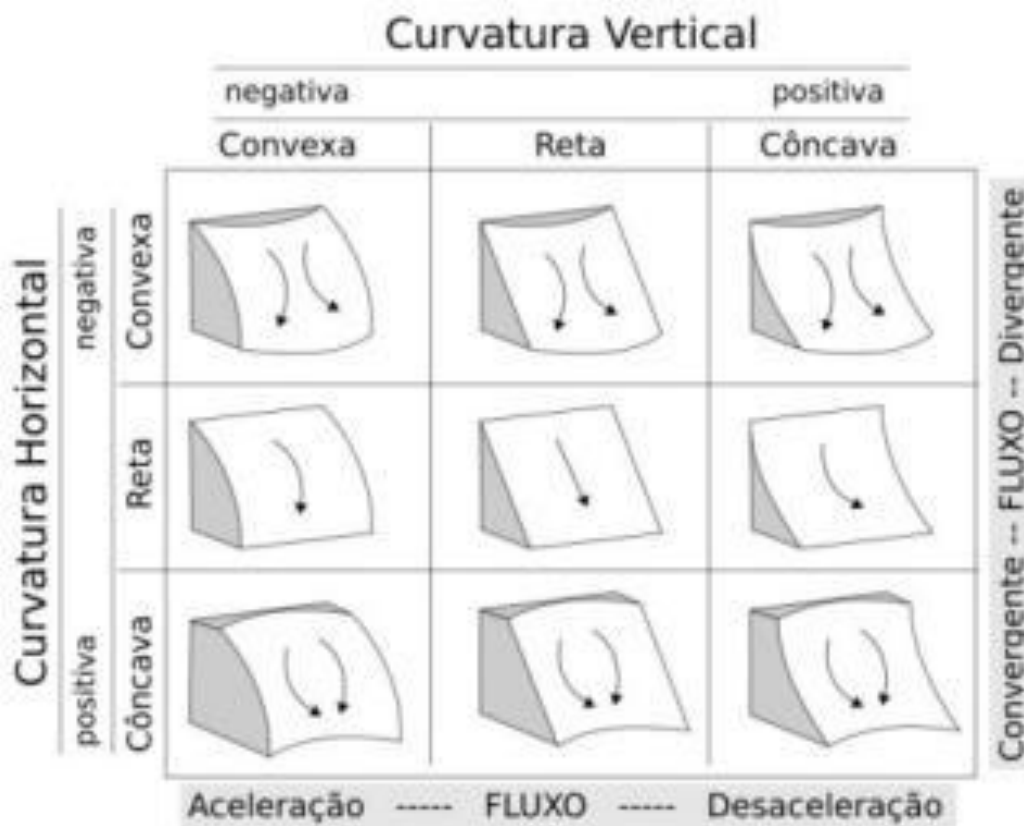 Curvatura Vertical
negativa
positiva
Convexa
Reta
Côncava
Curvatura Horizontal
negativa
positiva
Convexa
Reta
Côncava
Convergente -- FLUXO -- Divergente
Aceleração ----- FLUXO ----- Desaceleração